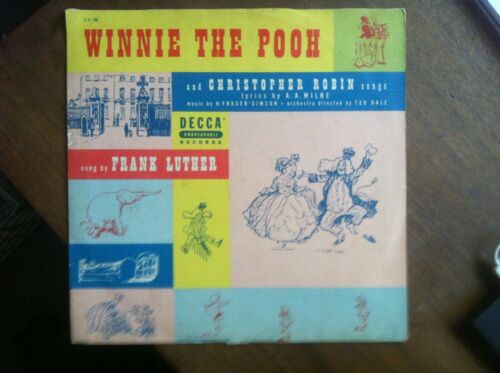 WINNIE THE POOH
and CHRISTOPHER ROBIN songs
lyrics by A. A. MILNE
music by H. FRASER-SIMSON • orchestra directed by TED DALE
DECCA
UNBREAKABLE
RECORDS
sung by FRANK LUTHER